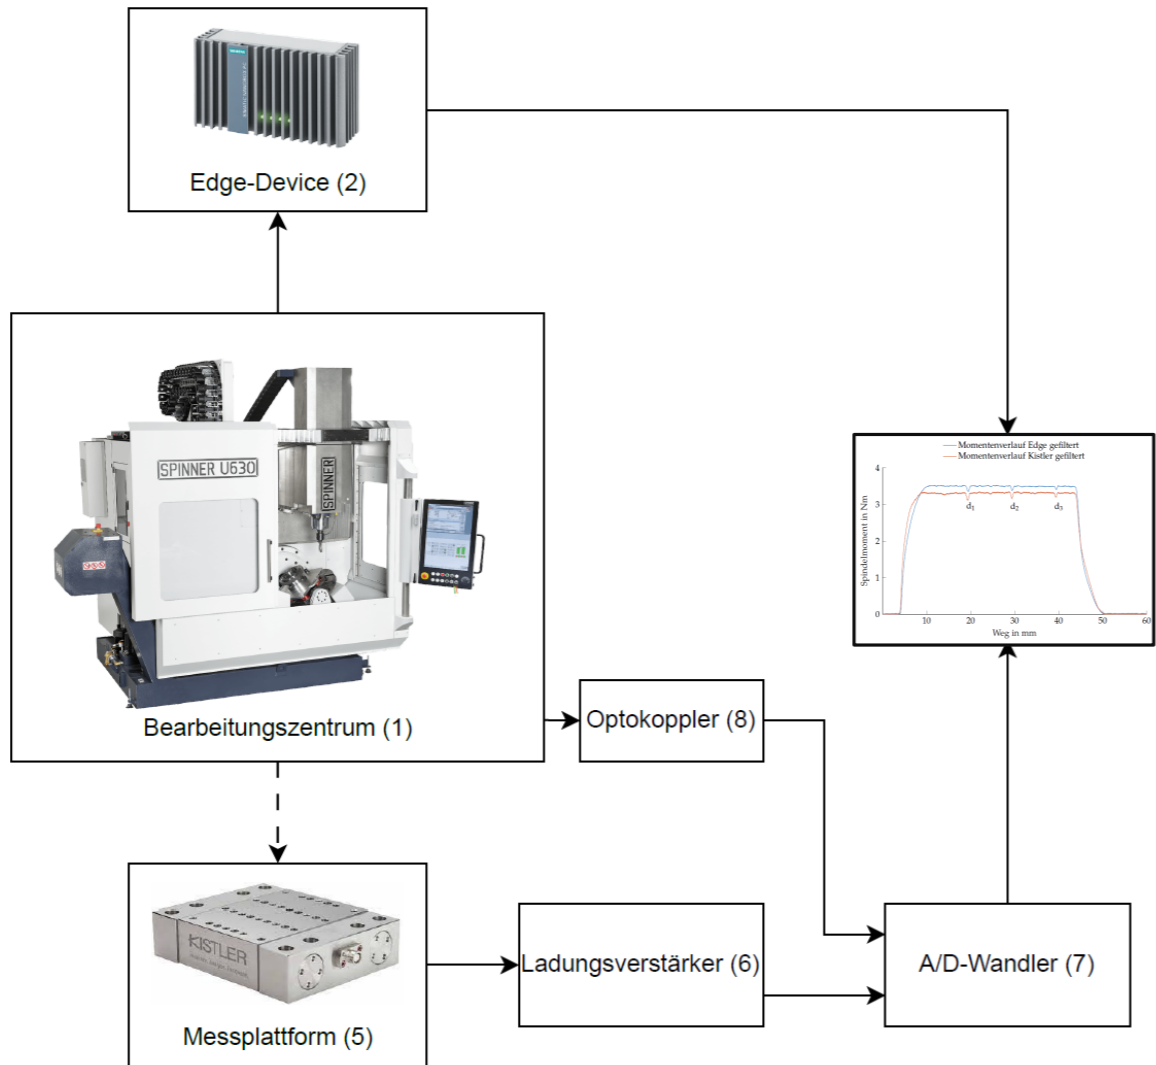 SIEMENS
Edge-Device (2)
SPINNER U630
SPINNER
Bearbeitungszentrum (1)
Momentenverlauf Edge gefiltert
Momentenverlauf Kistler gefiltert
Spindelmoment in Nm
4
3
2
1
0
d1
d2
d3
10
20
30
40
50
60
Weg in mm
Optokoppler (8)
KISTLER
Messplattform (5)
Ladungsverstärker (6)
A/D-Wandler (7)